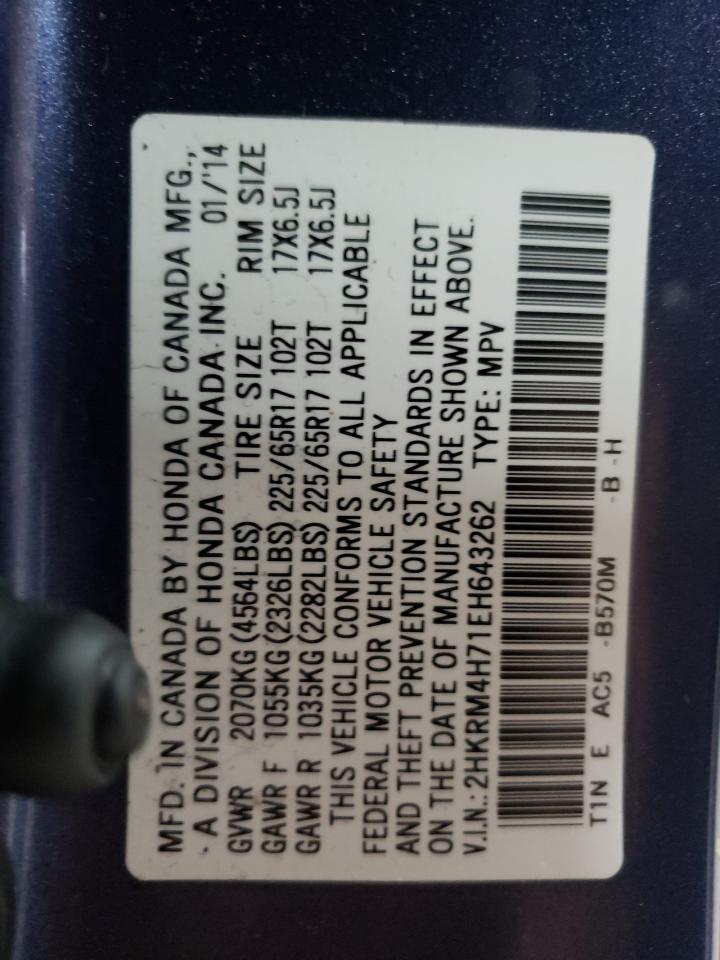 MFD. IN CANADA BY HONDA OF CANADA MFG.,
A DIVISION OF HONDA CANADA INC. 01/'14
GVWR 2070KG (4564LBS) TIRE SIZE RIM SIZE
GAWR F 1055KG (2326LBS) 225/65R17 102T 17X6.5J
GAWR R 1035KG (2282LBS) 225/65R17 102T 17X6.5J
THIS VEHICLE CONFORMS TO ALL APPLICABLE
FEDERAL MOTOR VEHICLE SAFETY
AND THEFT PREVENTION STANDARDS IN EFFECT
ON THE DATE OF MANUFACTURE SHOWN ABOVE.
V.I.N.: 2HKRM4H71EH643262 TYPE: MPV
T1N E AC5 -B570M -B -H